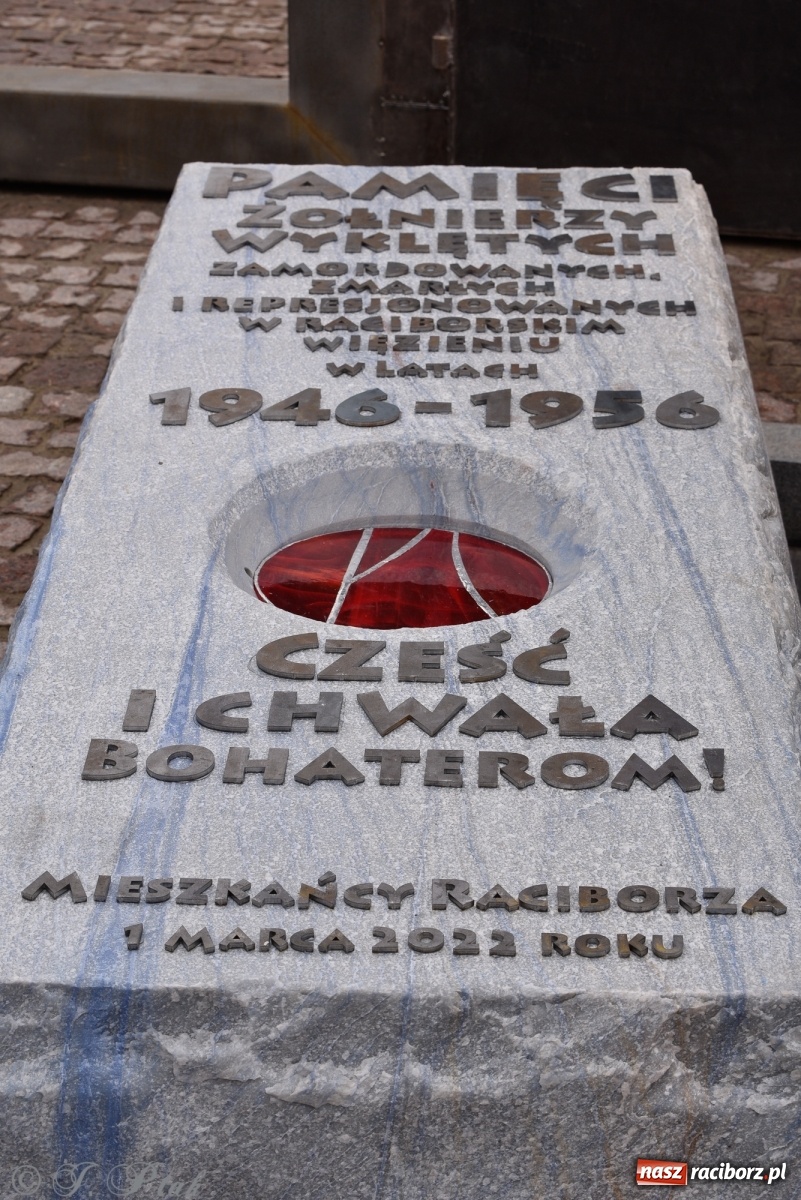 PAMIĘCI
ŻOŁNIERZY
WYKLĘTYCH
ZAMORDOWANYCH,
ZMARŁYCH
I REPRESJONOWANYCH
W RACIBORSKIM
WIĘZIENIU
W LATACH
1946-1956
CZEŚĆ
I CHWAŁA
BOHATEROM!
MIESZKAŃCY RACIBORZA
1 MARCA 2022 ROKU
nasz raciborz.pl